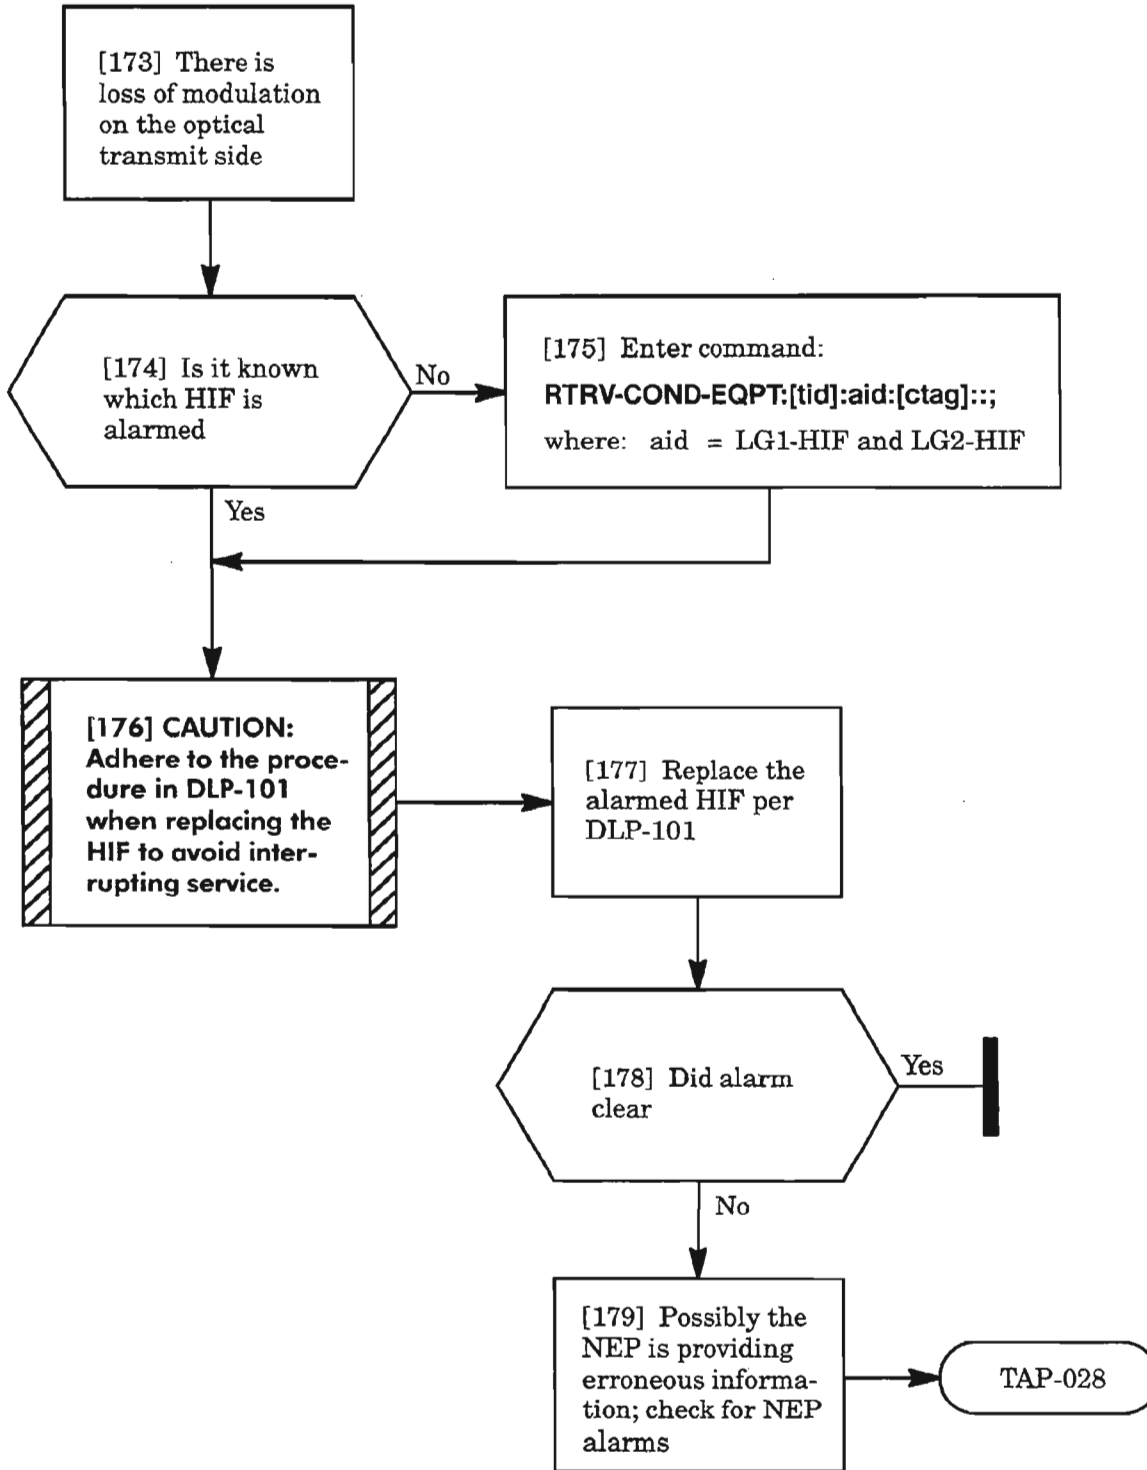 [173] There is
loss of modulation
on the optical
transmit side
[174] Is it known
which HIF is
alarmed
No
[175] Enter command:
RTRV-COND-EQPT:[tid]:aid:[ctag]::;
where: aid = LG1-HIF and LG2-HIF
Yes
[176] CAUTION:
Adhere to the proce-
dure in DLP-101
when replacing the
HIF to avoid inter-
rupting service.
[177] Replace the
alarmed HIF per
DLP-101
[178] Did alarm
clear
Yes
No
[179] Possibly the
NEP is providing
erroneous informa-
tion; check for NEP
alarms
TAP-028